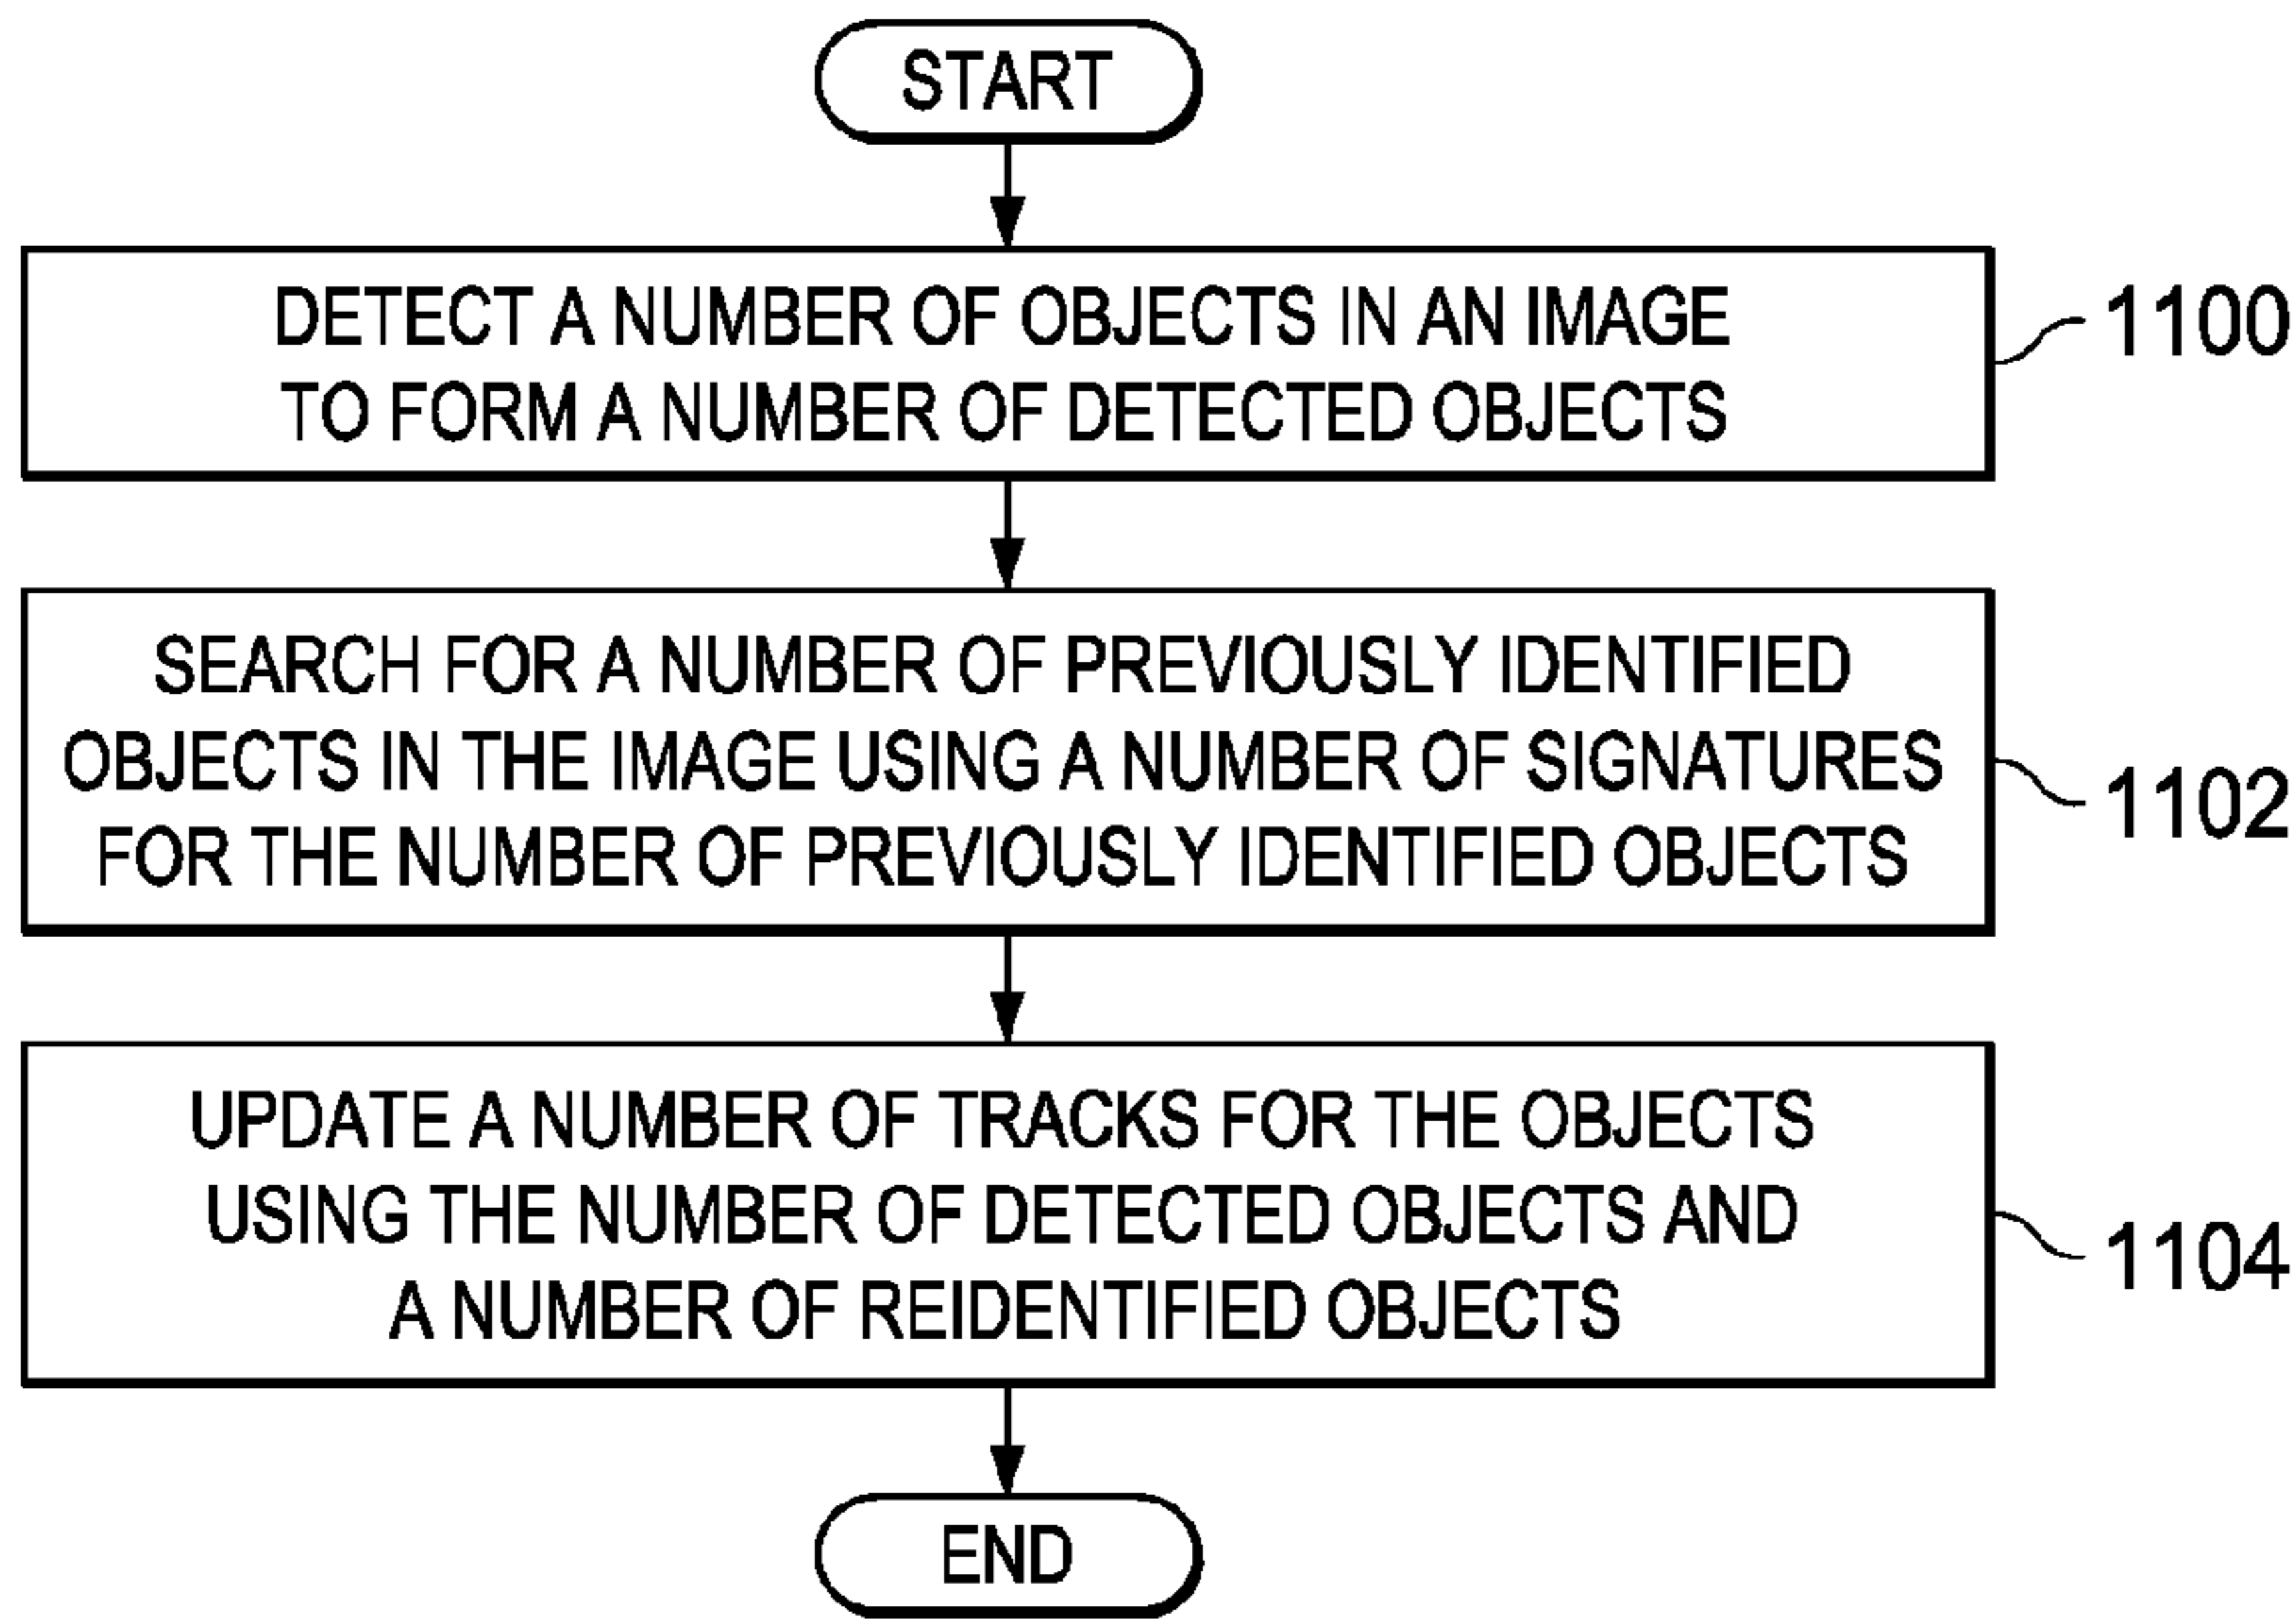 START
DETECT A NUMBER OF OBJECTS IN AN IMAGE
TO FORM A NUMBER OF DETECTED OBJECTS
1100
SEARCH FOR A NUMBER OF PREVIOUSLY IDENTIFIED
OBJECTS IN THE IMAGE USING A NUMBER OF SIGNATURES
FOR THE NUMBER OF PREVIOUSLY IDENTIFIED OBJECTS
1102
UPDATE A NUMBER OF TRACKS FOR THE OBJECTS
USING THE NUMBER OF DETECTED OBJECTS AND
A NUMBER OF REIDENTIFIED OBJECTS
1104
END